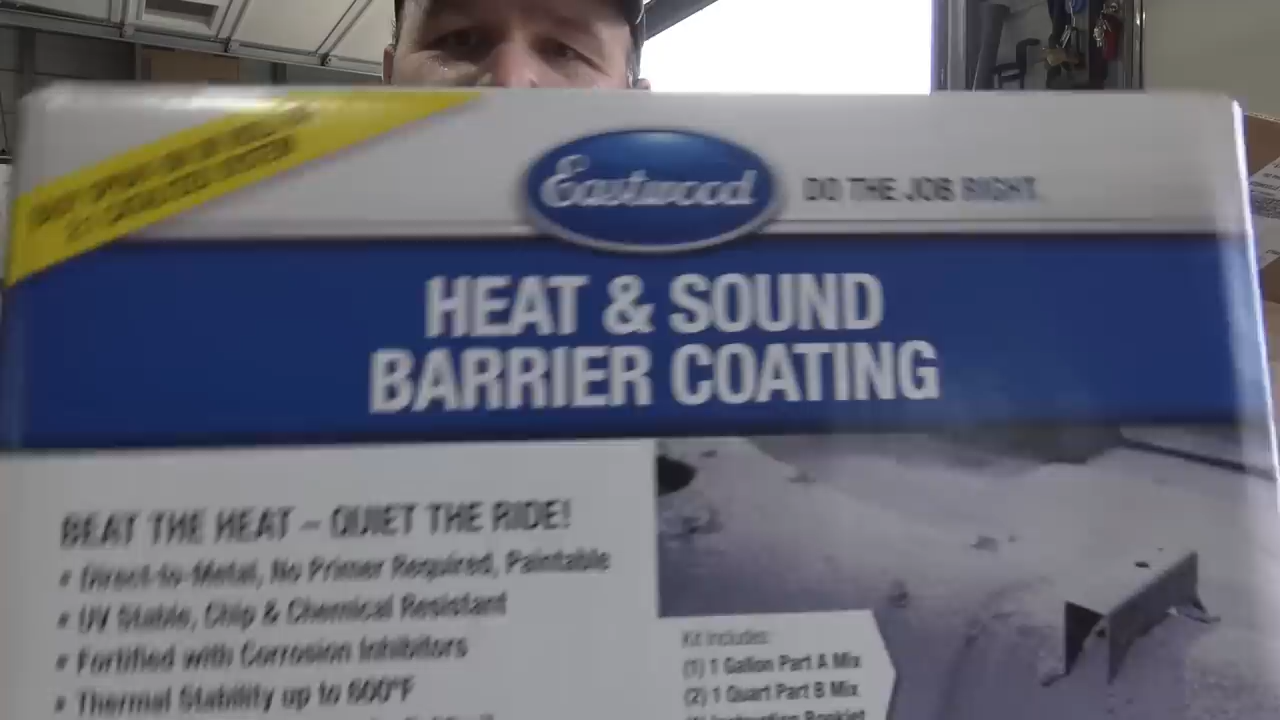 Eastwood
DO THE JOB RIGHT.
HEAT & SOUND
BARRIER COATING
BEAT THE HEAT – QUIET THE RIDE!
• Direct-to-Metal, No Primer Required, Paintable
• UV Stable, Chip & Chemical Resistant
• Fortified with Corrosion Inhibitors
• Thermal Stability up to 600°F
Kit Includes:
(1) 1 Gallon Part A Mix
(2) 1 Quart Part B Mix
Instruction Booklet